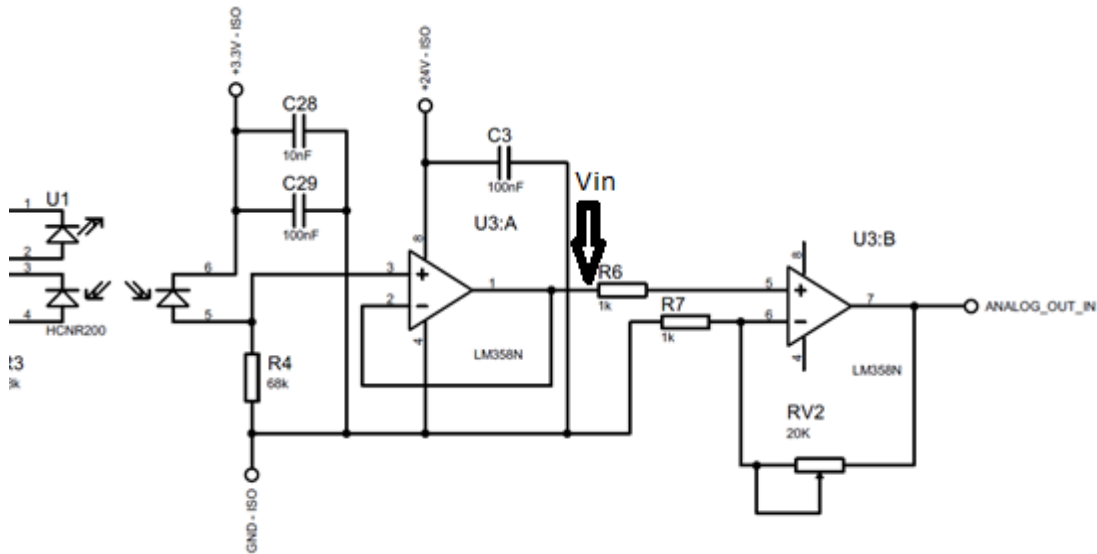 +3.3V - ISO
+24V - ISO
C28
10nF
C29
100nF
C3
100nF
Vin
U1
1
2
3
4
HCNR200
6
5
U3:A
8
3
2
1
4
LM358N
R6
1k
R7
1k
U3:B
8
5
6
7
4
LM358N
ANALOG_OUT_IN
R4
68k
RV2
20K
GND - ISO